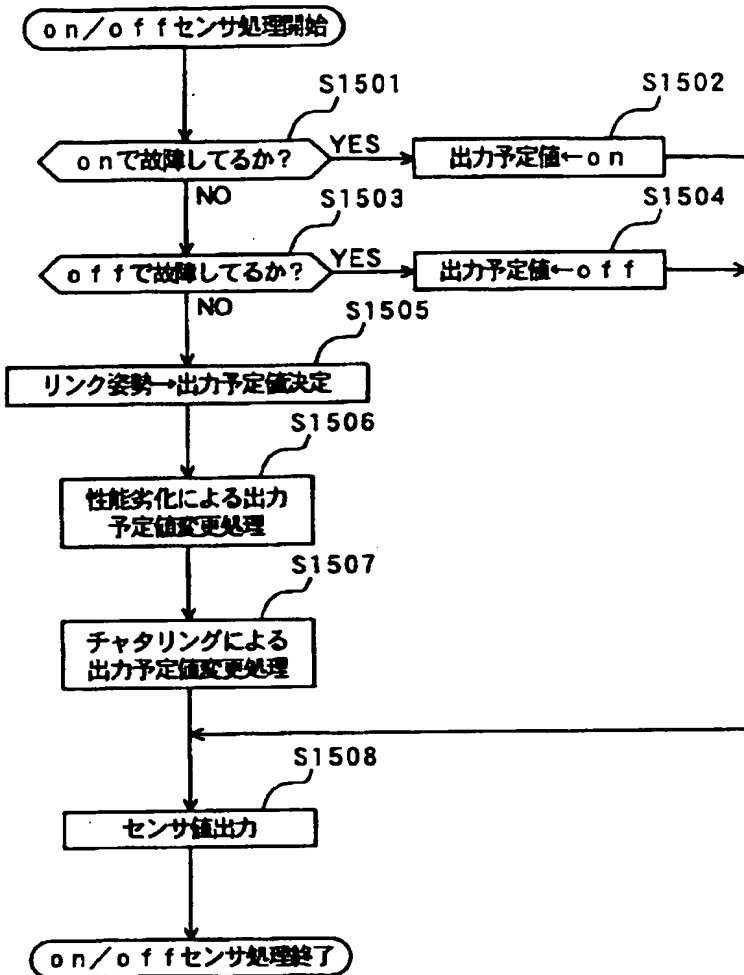 on/offセンサ処理開始
S1501
S1502
onで故障してるか?
YES
出力予定値←on
NO
S1503
S1504
offで故障してるか?
YES
出力予定値←off
NO
S1505
リンク姿勢→出力予定値決定
S1506
性能劣化による出力
予定値変更処理
S1507
チャタリングによる
出力予定値変更処理
S1508
センサ値出力
on/offセンサ処理終了